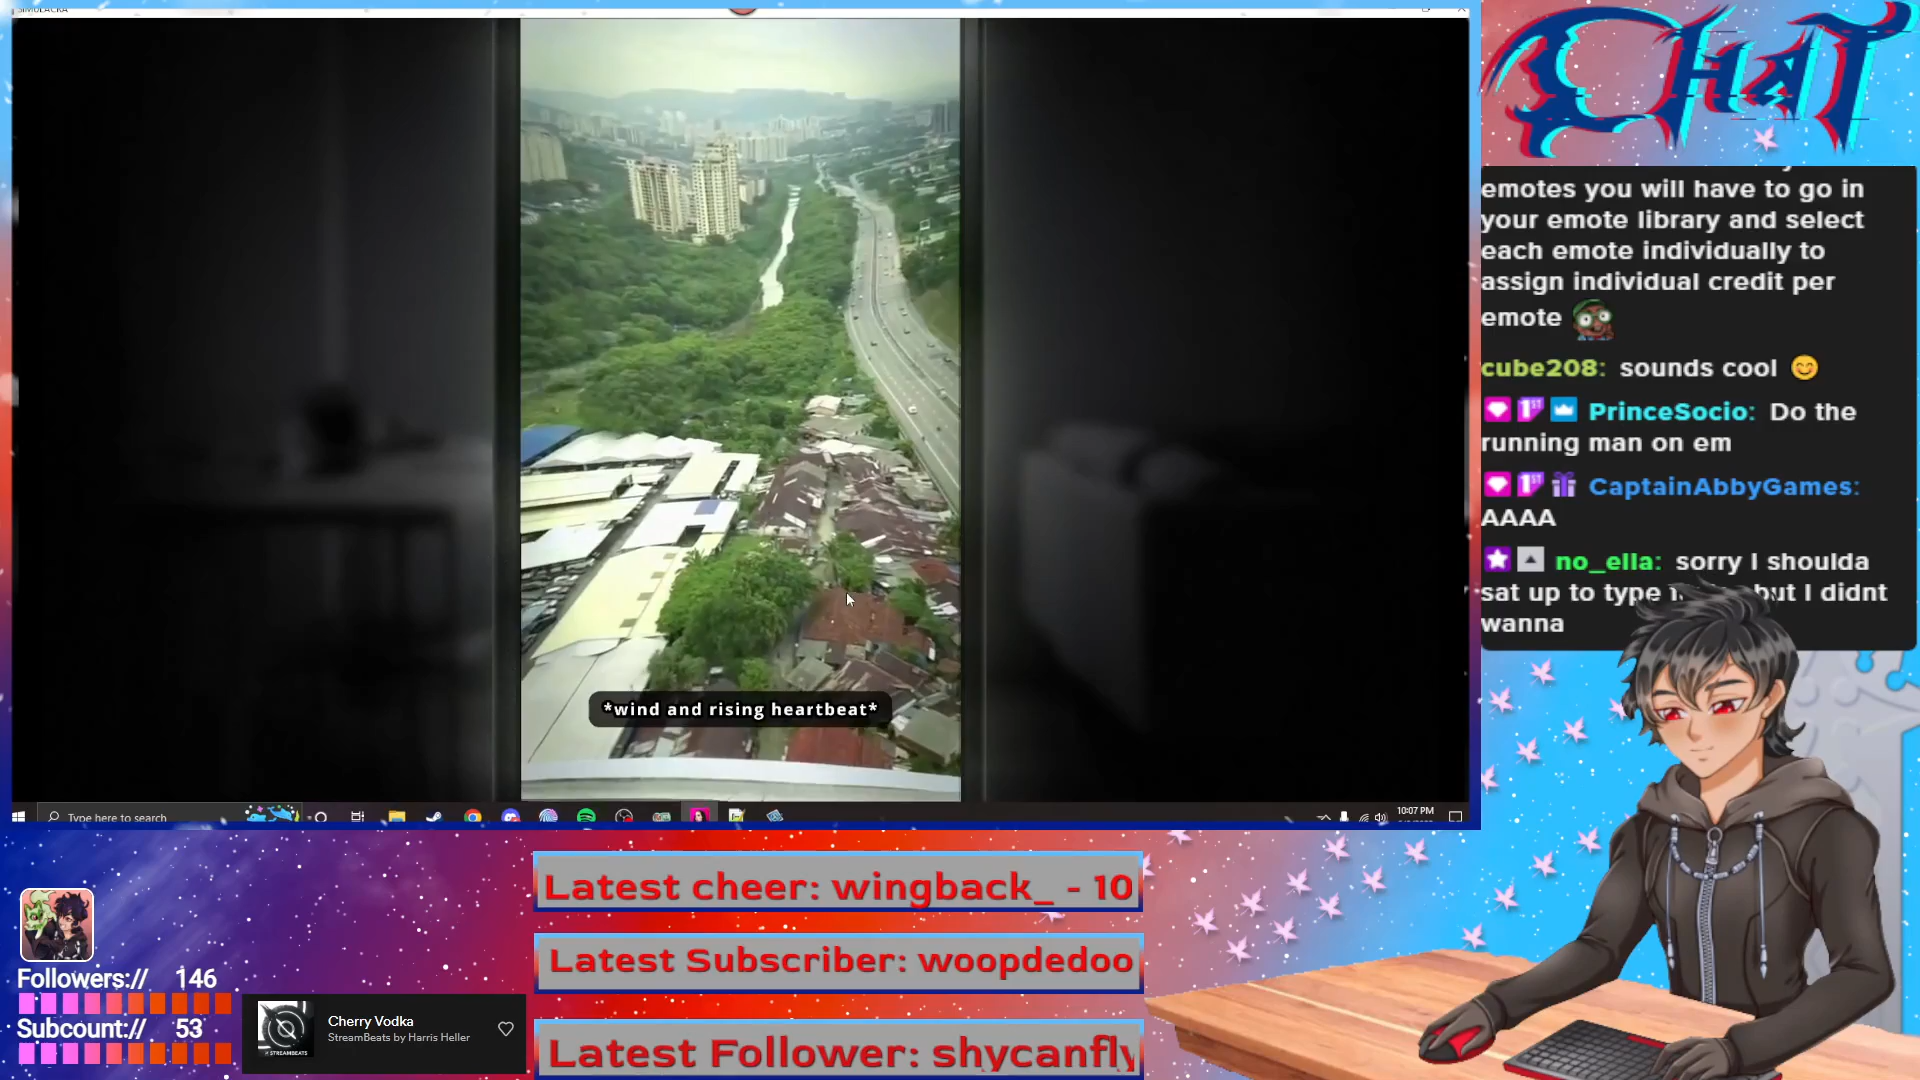 SIMULACRA
CHaT
emotes you will have to go in
your emote library and select
each emote individually to
assign individual credit per
emote
cube208: sounds cool 😊
PrinceSocio: Do the
running man on em
CaptainAbbyGames:
AAAA
no_ella: sorry I shoulda
sat up to type but I didnt
wanna
*wind and rising heartbeat*
Type here to search
10:07 PM
Latest cheer: wingback_ - 10
Latest Subscriber: woopdedoo
Latest Follower: shycanfly
Followers:// 146
Subcount:// 53
STREAMBEATS
Cherry Vodka
StreamBeats by Harris Heller